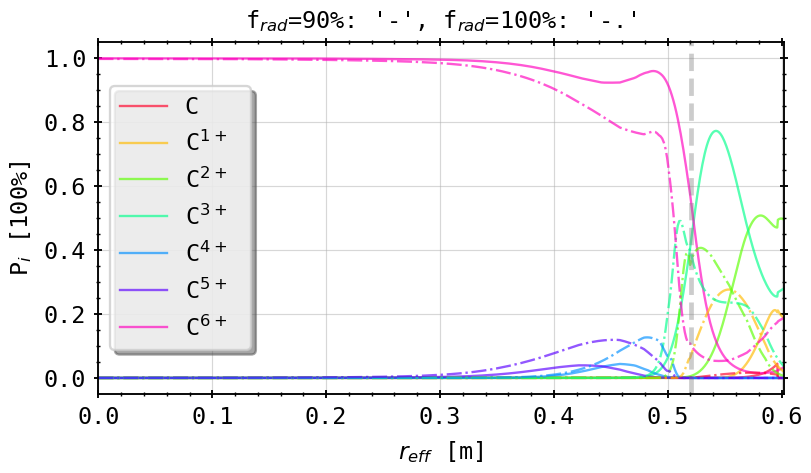 f_rad=90%: '-', f_rad=100%: '-.'
P_i [100%]
1.0
0.8
0.6
0.4
0.2
0.0
C
C^1+
C^2+
C^3+
C^4+
C^5+
C^6+
0.0 0.1 0.2 0.3 0.4 0.5 0.6
r_eff [m]